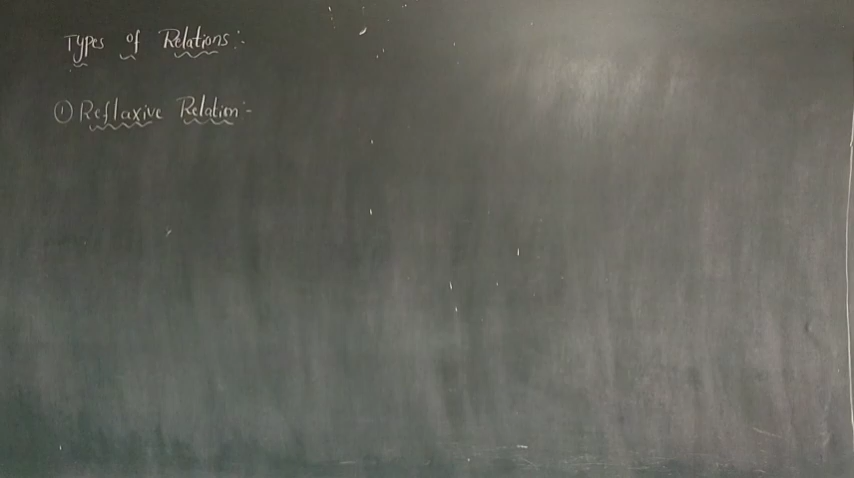 Types of Relations:-
① Reflaxive Relation:-